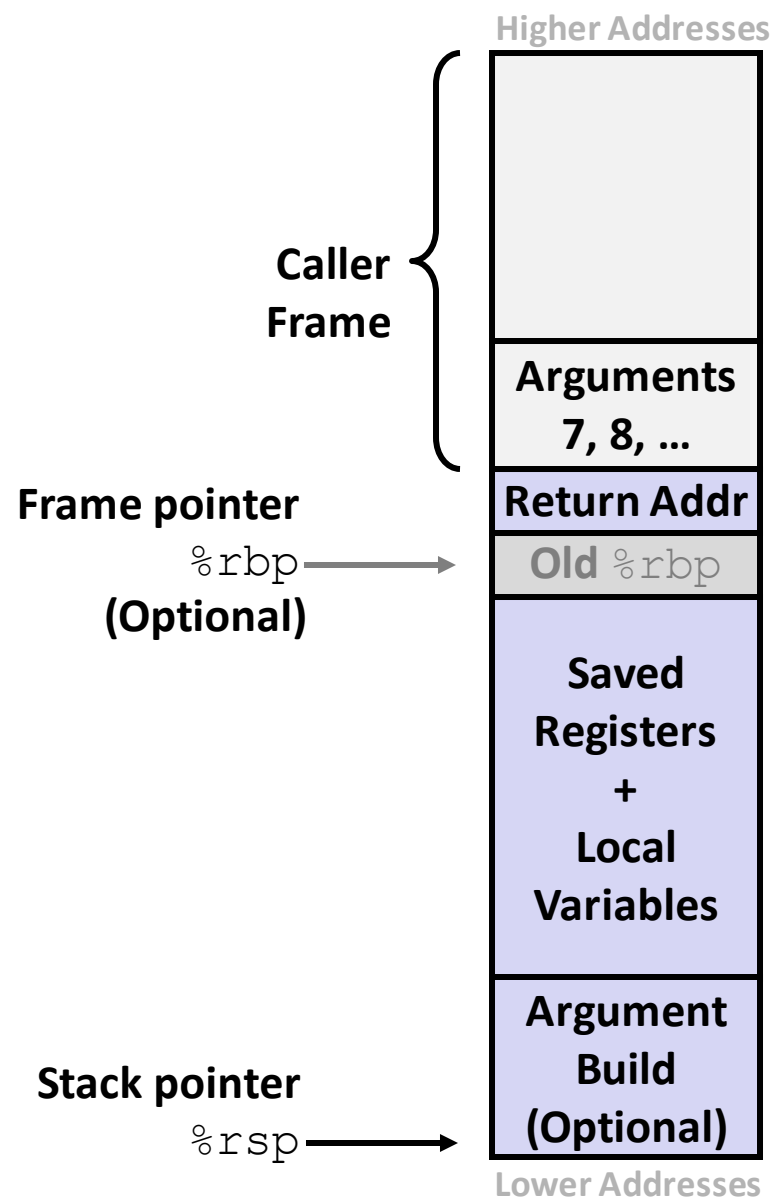 Higher Addresses
Caller
Frame
Arguments
7, 8, …
Return Addr
Frame pointer
%rbp
(Optional)
Old %rbp
Saved
Registers
+
Local
Variables
Argument
Build
(Optional)
Stack pointer
%rsp
Lower Addresses